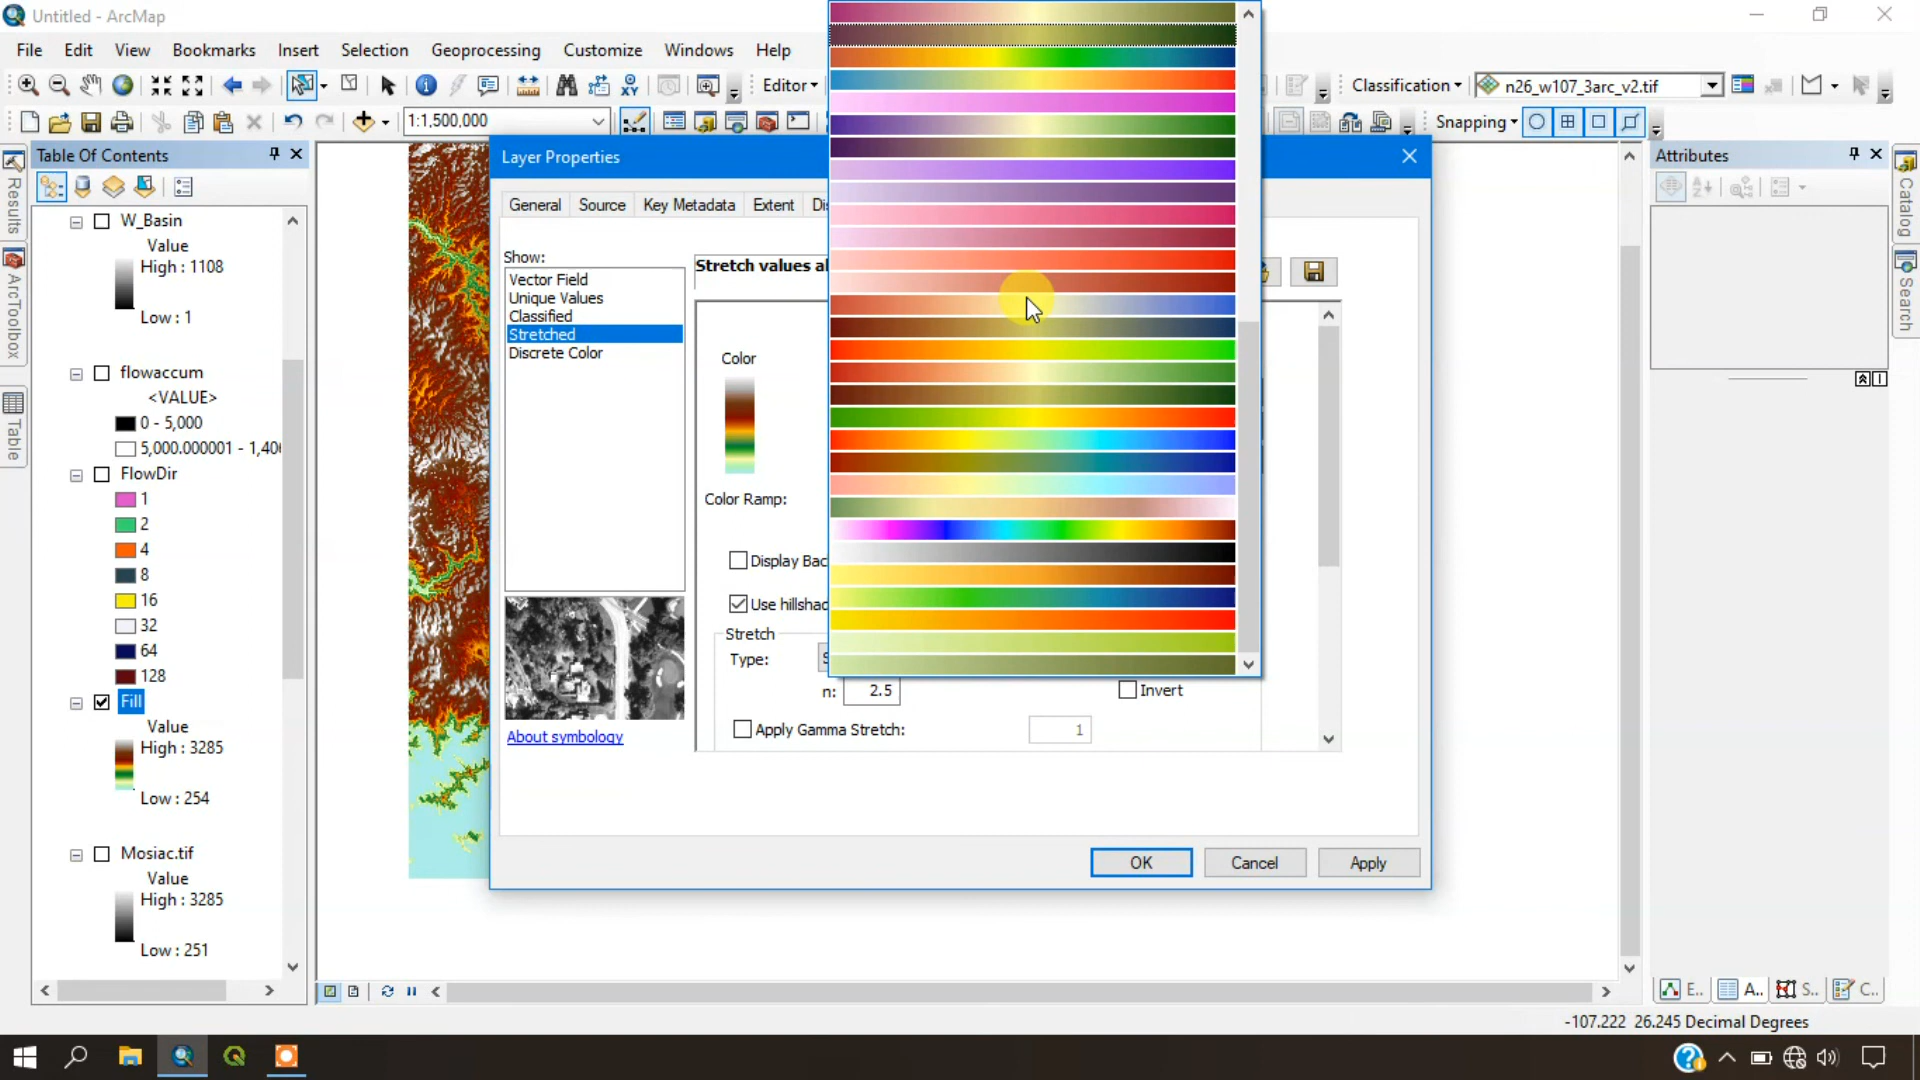 Untitled - ArcMap
File Edit View Bookmarks Insert Selection Geoprocessing Customize Windows Help
Editor Classification n26_w107_3arc_v2.tif
1:1,500,000 Snapping
Table Of Contents
Layer Properties
Attributes
Results
ArcToolbox
Table
Catalog
Search
W_Basin
Value
High : 1108
Low : 1
flowaccum
<VALUE>
0 - 5,000
5,000.000001 - 1,40
FlowDir
1
2
4
8
16
32
64
128
Fill
Value
High : 3285
Low : 254
Mosiac.tif
Value
High : 3285
Low : 251
General Source Key Metadata Extent Di
Show:
Vector Field
Unique Values
Classified
Stretched
Discrete Color
About symbology
Stretch values al
Color
Color Ramp:
Display Bac
Use hillshad
Stretch
Type: S
n: 2.5
Invert
Apply Gamma Stretch: 1
OK Cancel Apply
E.. A.. S.. C..
-107.222 26.245 Decimal Degrees